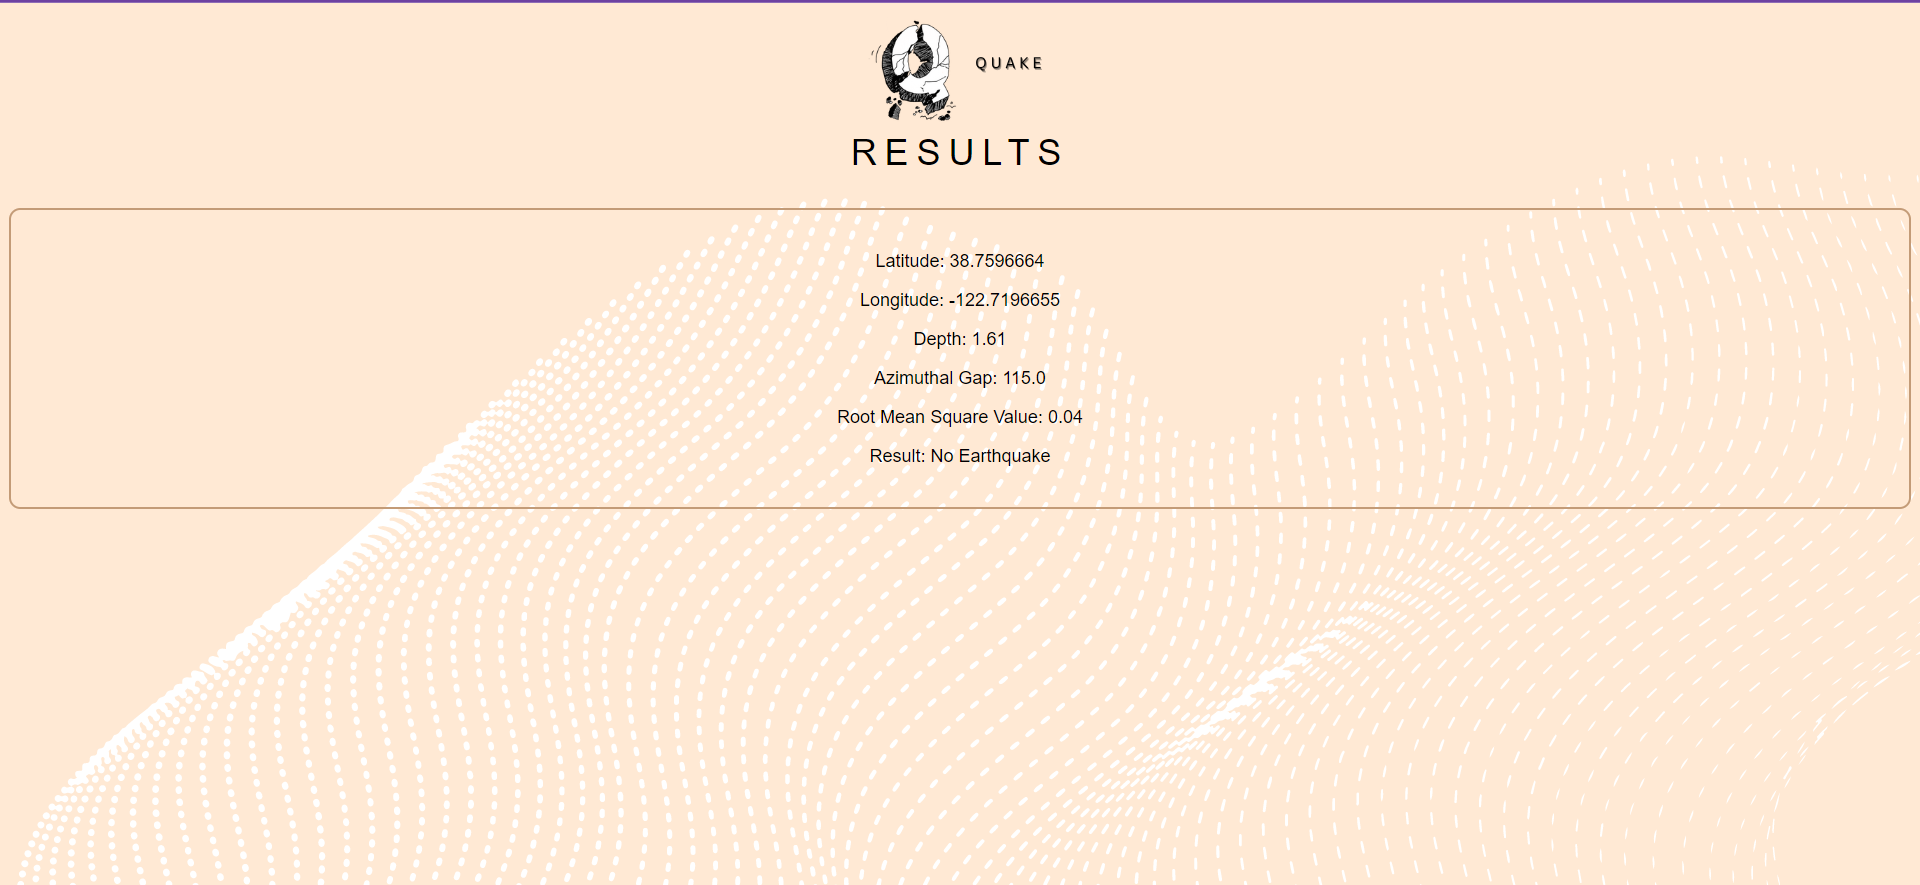 QUAKE
RESULTS
Latitude: 38.7596664
Longitude: -122.7196655
Depth: 1.61
Azimuthal Gap: 115.0
Root Mean Square Value: 0.04
Result: No Earthquake